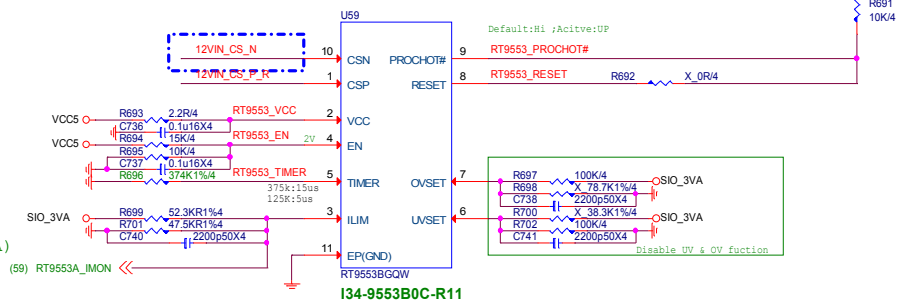 R691
10K/4
U59
Default:Hi ;Acitve:UP
12VIN_CS_N
10
CSN
PROCHOT#
9
RT9553_PROCHOT#
12VIN_CS_P_R
1
CSP
RESET
8
RT9553_RESET
R692
X_0R/4
VCC5
R693
2.2R/4
RT9553_VCC
2
VCC
C736
0.1u16X4
VCC5
R694
15K/4
RT9553_EN
2V
4
EN
R695
10K/4
C737
0.1u16X4
R696
374K1%/4
RT9553_TIMER
5
TIMER
375k:15us
125K:5us
OVSET
7
R697
100K/4
SIO_3VA
R698
X_78.7K1%/4
C738
2200p50X4
SIO_3VA
R699
52.3KR1%4
3
ILIM
UVSET
6
R700
X_38.3K1%/4
SIO_3VA
R701
47.5KR1%4
R702
100K/4
C740
2200p50X4
C741
2200p50X4
Disable UV & OV fuction
11
EP(GND)
)
(59) RT9553A_IMON
RT9553BGQW
I34-9553B0C-R11